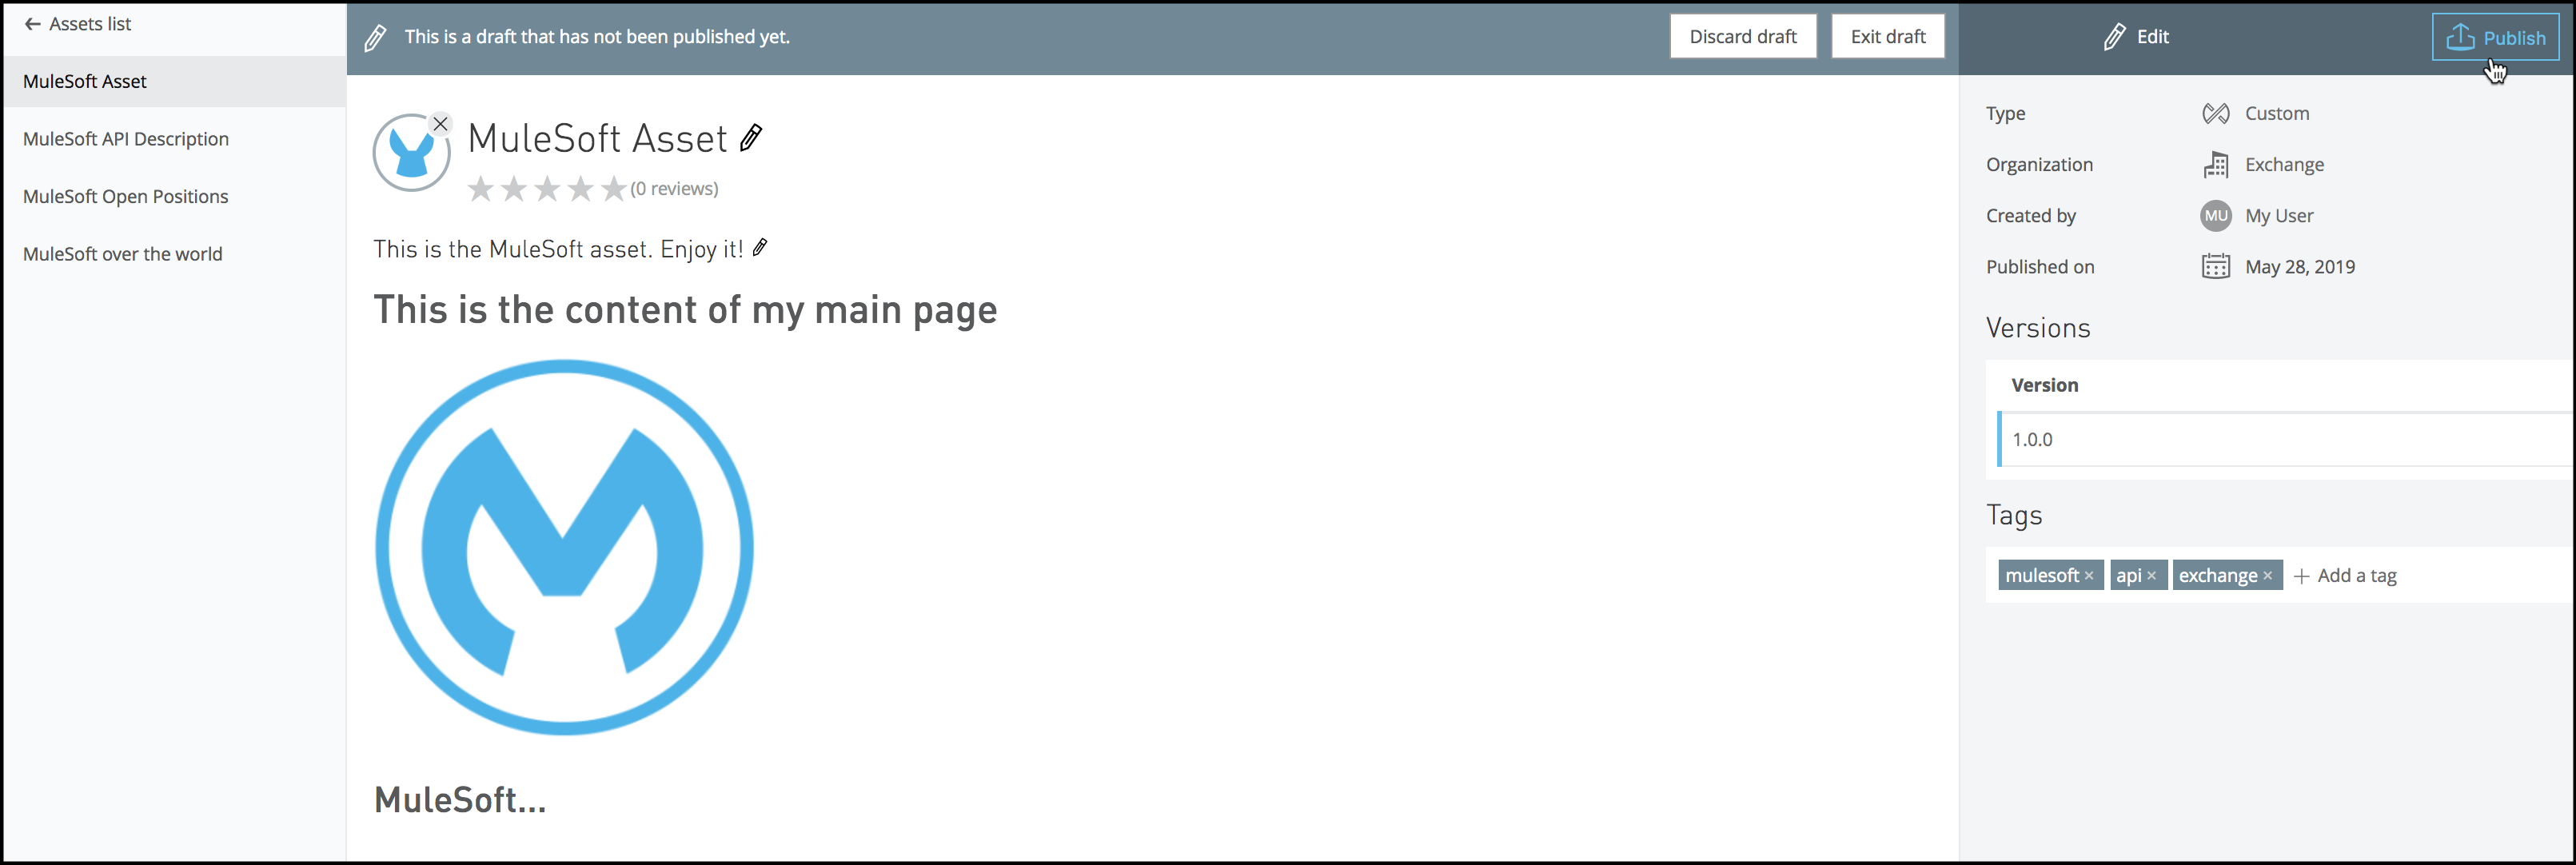 Assets list
MuleSoft Asset
MuleSoft API Description
MuleSoft Open Positions
MuleSoft over the world
This is a draft that has not been published yet.
Discard draft
Exit draft
Edit
Publish
MuleSoft Asset
(0 reviews)
This is the MuleSoft asset. Enjoy it!
This is the content of my main page
MuleSoft...
Type Custom
Organization Exchange
Created by MU My User
Published on May 28, 2019
Versions
Version
1.0.0
Tags
mulesoft × api × exchange × + Add a tag